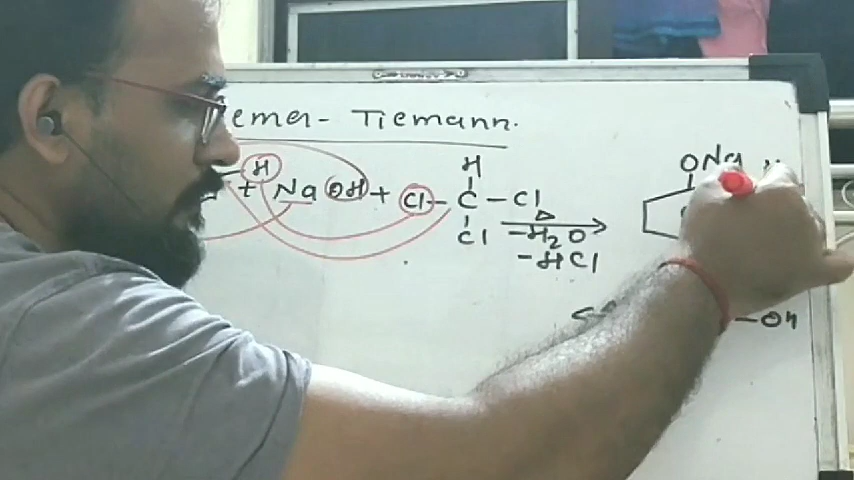 emer - Tiemann.
H
ONa
H + NaOH + Cl - C - Cl
Cl
Δ
-H2O
-HCl
-OH